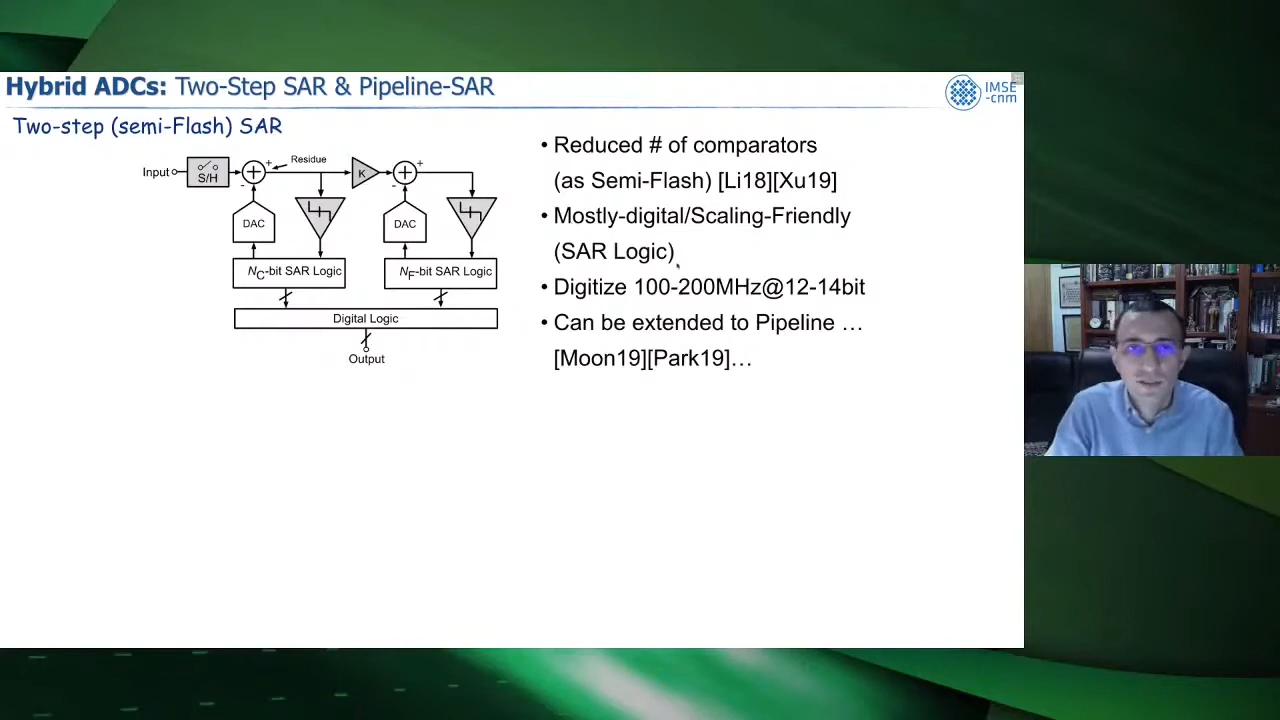 Hybrid ADCs: Two-Step SAR & Pipeline-SAR
IMSE
-cnm
Two-step (semi-Flash) SAR
Input
S/H
+
Residue
-
K
+
-
DAC
DAC
N_C-bit SAR Logic
N_F-bit SAR Logic
Digital Logic
Output
• Reduced # of comparators
(as Semi-Flash) [Li18][Xu19]
• Mostly-digital/Scaling-Friendly
(SAR Logic)
• Digitize 100-200MHz@12-14bit
• Can be extended to Pipeline …
[Moon19][Park19]…